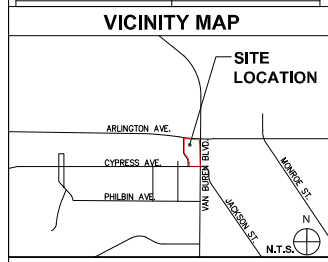 VICINITY MAP
SITE
LOCATION
ARLINGTON AVE.
CYPRESS AVE.
PHILBIN AVE.
VAN BUREN BLVD.
JACKSON ST.
MONROE ST.
N
N.T.S.